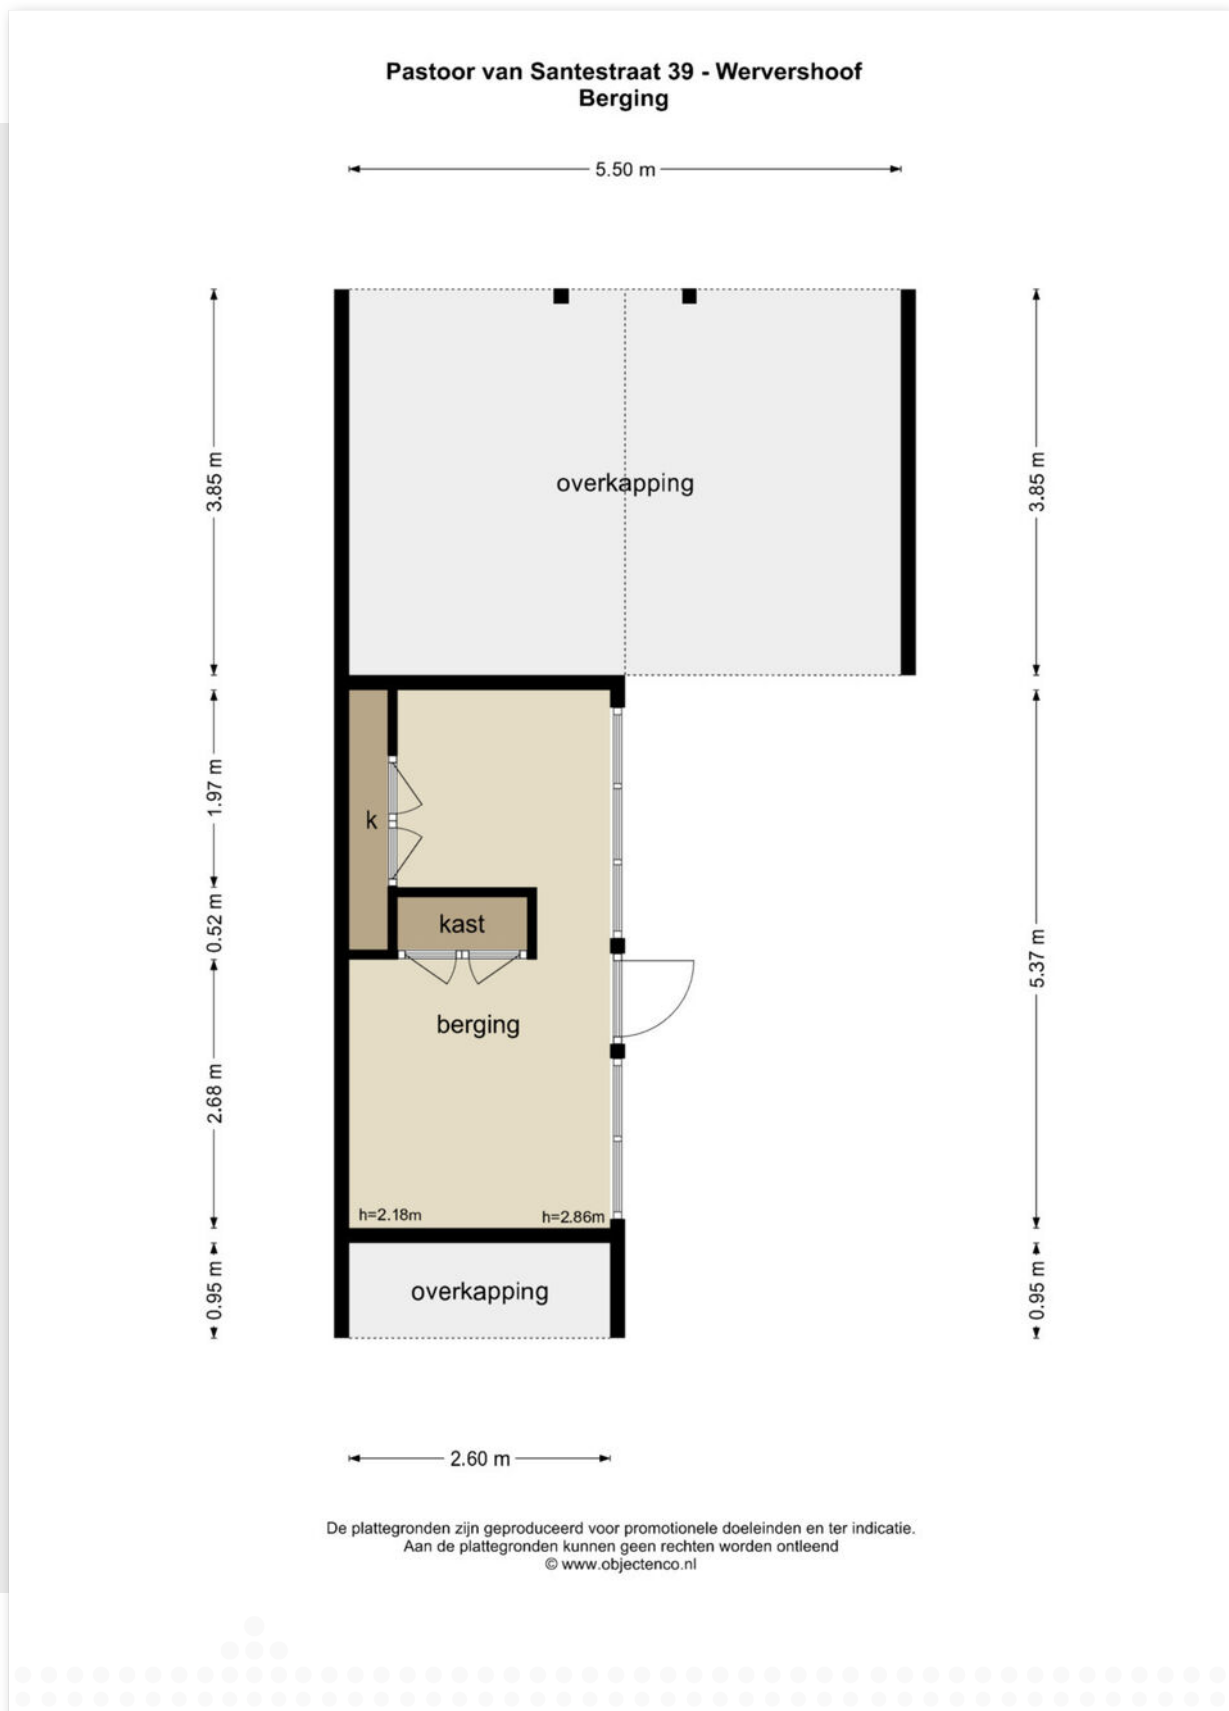 Pastoor van Santestraat 39 - Wervershoof
Berging
5.50 m
3.85 m
3.85 m
overkapping
1.97 m
k
0.52 m
kast
5.37 m
berging
2.68 m
h=2.18m
h=2.86m
0.95 m
overkapping
0.95 m
2.60 m
De plattegronden zijn geproduceerd voor promotionele doeleinden en ter indicatie.
Aan de plattegronden kunnen geen rechten worden ontleend
© www.objectenco.nl